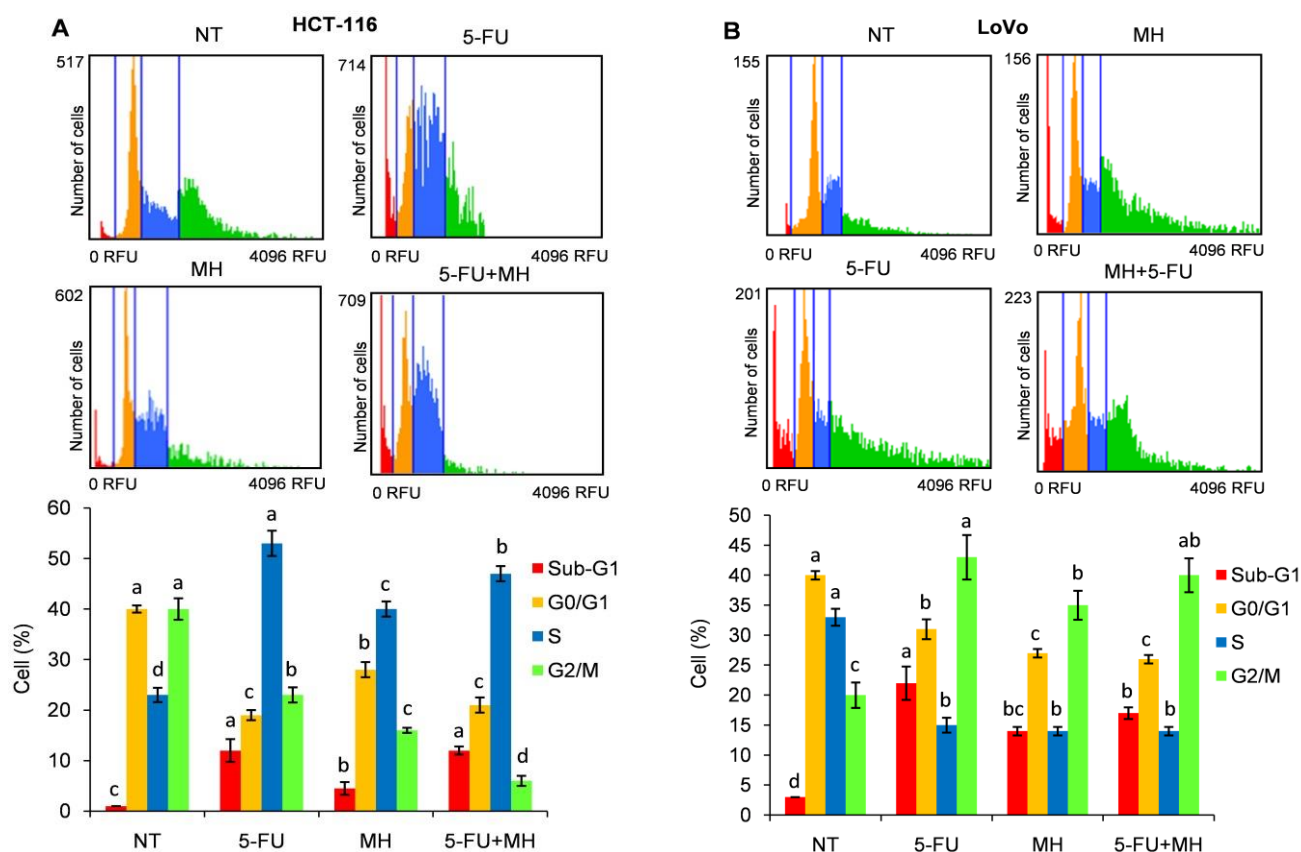 A
HCT-116
NT
5-FU
517
714
Number of cells
Number of cells
0 RFU
4096 RFU
0 RFU
4096 RFU
MH
5-FU+MH
602
709
Number of cells
Number of cells
0 RFU
4096 RFU
0 RFU
4096 RFU
60
50
40
30
20
10
0
Cell (%)
c
a
d
a
a
c
a
b
b
b
c
c
a
c
b
d
NT
5-FU
MH
5-FU+MH
Sub-G1
G0/G1
S
G2/M
B
LoVo
NT
MH
155
156
Number of cells
Number of cells
0 RFU
4096 RFU
0 RFU
4096 RFU
5-FU
MH+5-FU
201
223
Number of cells
Number of cells
0 RFU
4096 RFU
0 RFU
4096 RFU
50
45
40
35
30
25
20
15
10
5
0
Cell (%)
d
a
a
c
a
b
b
a
bc
c
b
b
b
c
b
ab
NT
5-FU
MH
5-FU+MH
Sub-G1
G0/G1
S
G2/M